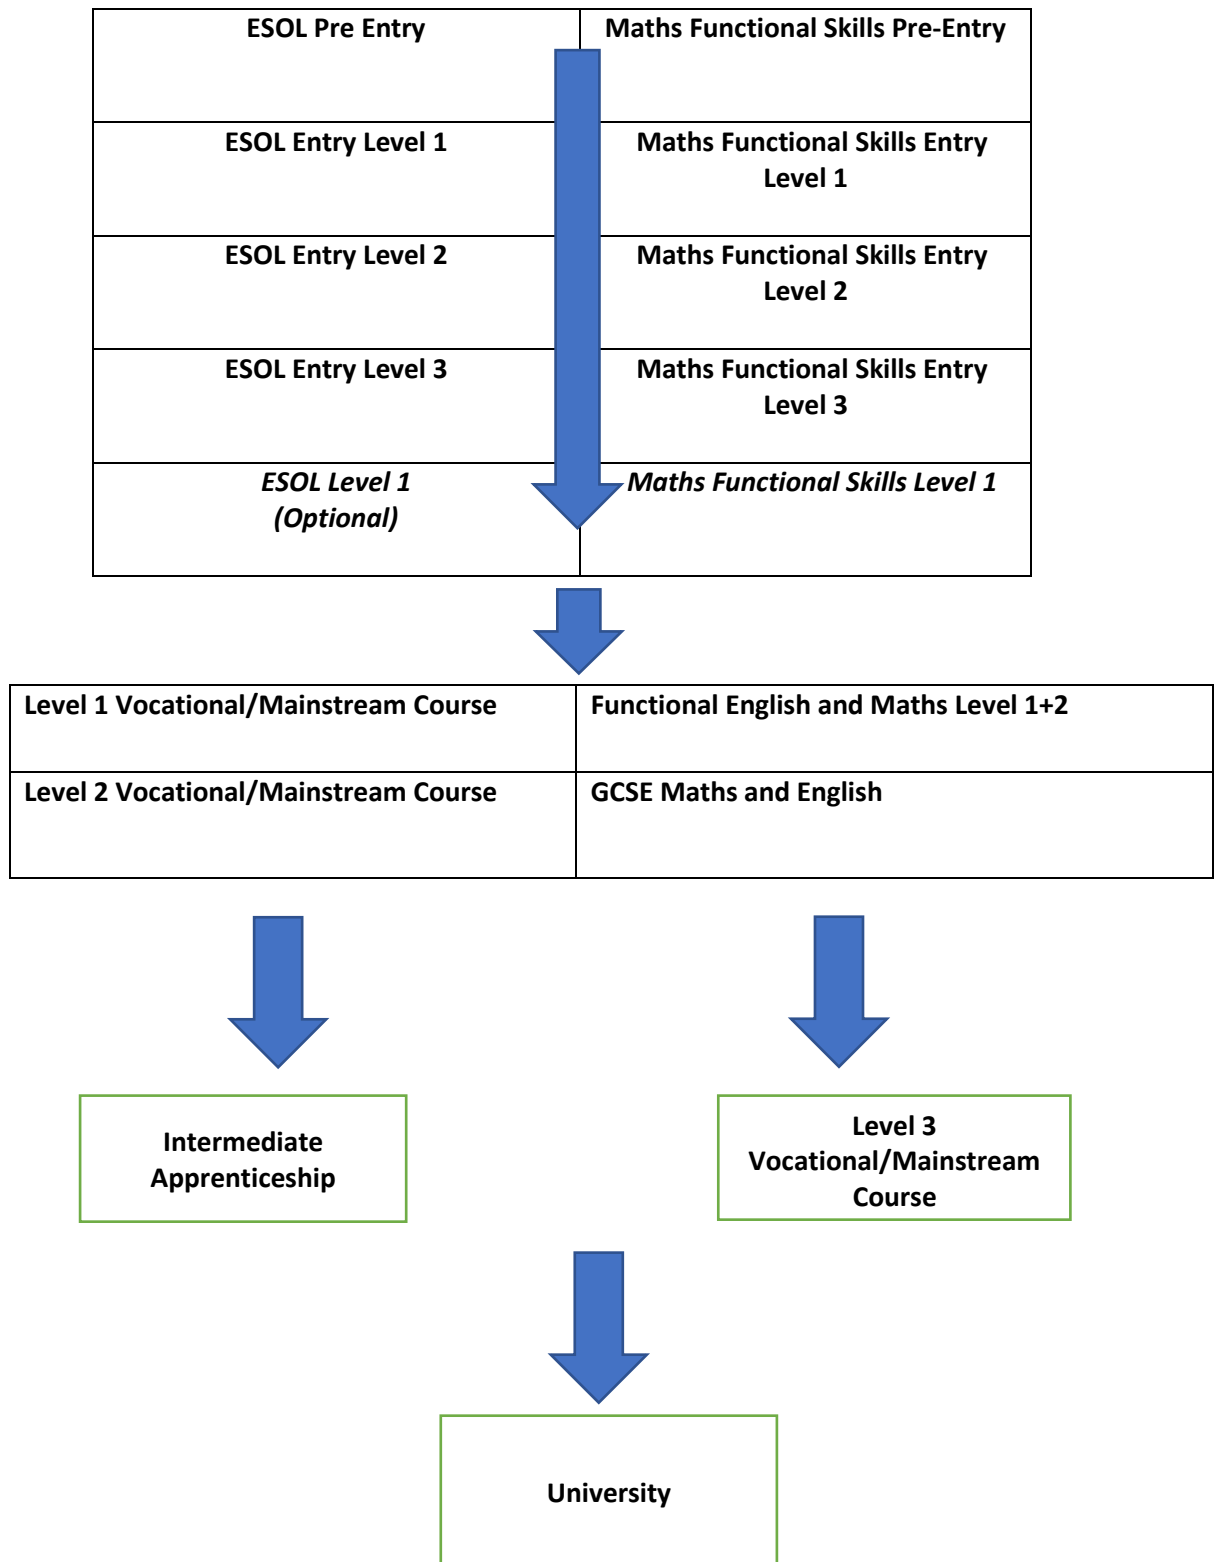 ESOL Pre Entry
Maths Functional Skills Pre-Entry
ESOL Entry Level 1
Maths Functional Skills Entry
Level 1
ESOL Entry Level 2
Maths Functional Skills Entry
Level 2
ESOL Entry Level 3
Maths Functional Skills Entry
Level 3
ESOL Level 1
(Optional)
Maths Functional Skills Level 1
Level 1 Vocational/Mainstream Course
Functional English and Maths Level 1+2
Level 2 Vocational/Mainstream Course
GCSE Maths and English
Intermediate
Apprenticeship
Level 3
Vocational/Mainstream
Course
University